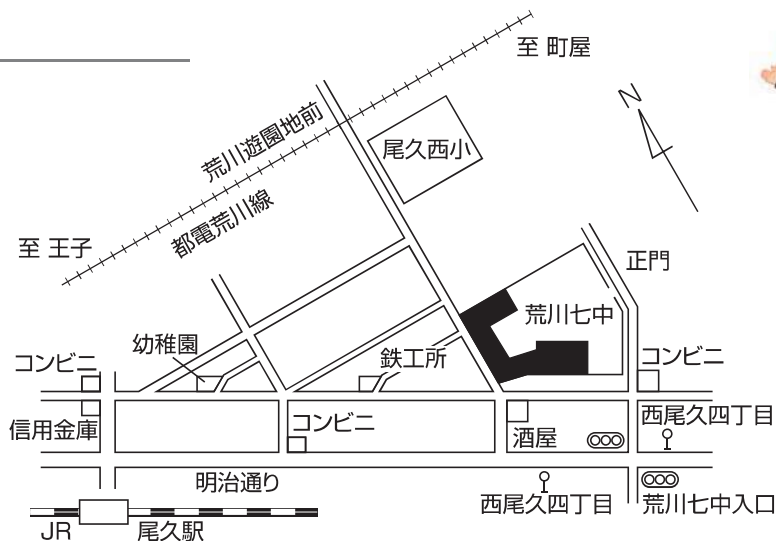 至 町屋
N
荒川遊園地前
尾久西小
都電荒川線
至 王子
正門
荒川七中
幼稚園
鉄工所
コンビニ
コンビニ
信用金庫
コンビニ
酒屋
西尾久四丁目
明治通り
西尾久四丁目
荒川七中入口
JR
尾久駅